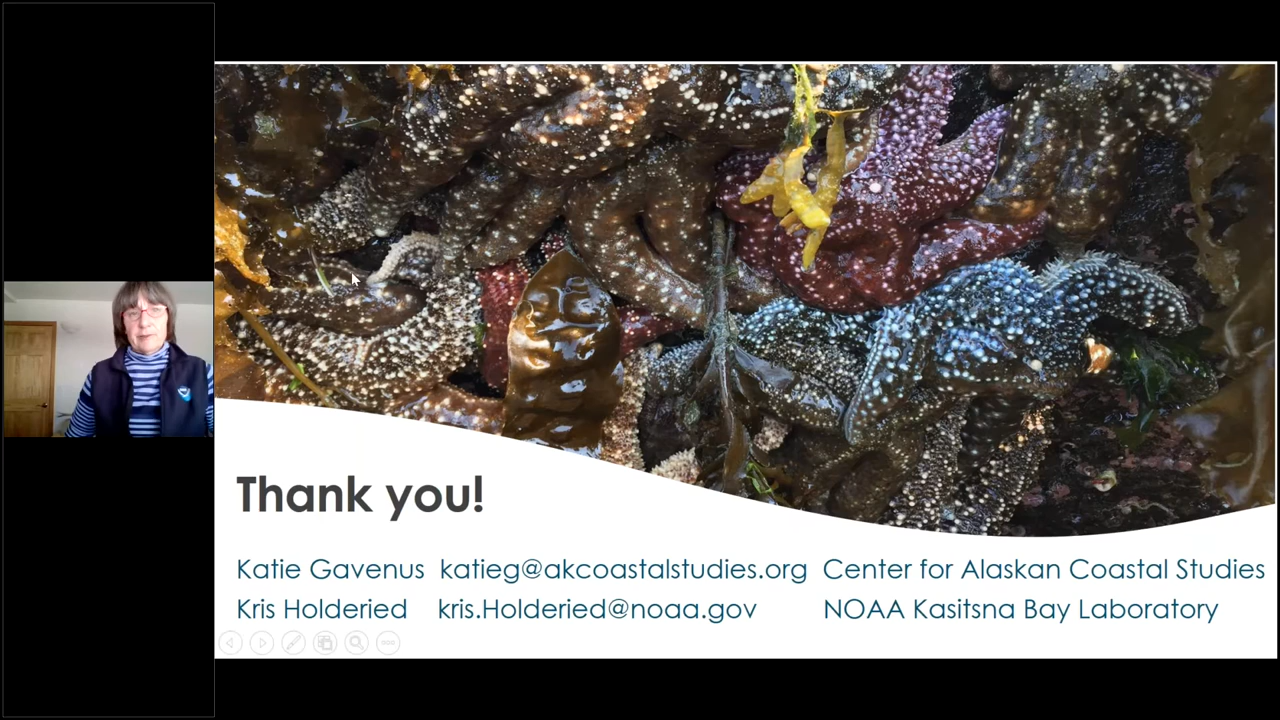 Thank you!
Katie Gavenus katieg@akcoastalstudies.org Center for Alaskan Coastal Studies
Kris Holderied kris.Holderied@noaa.gov NOAA Kasitsna Bay Laboratory